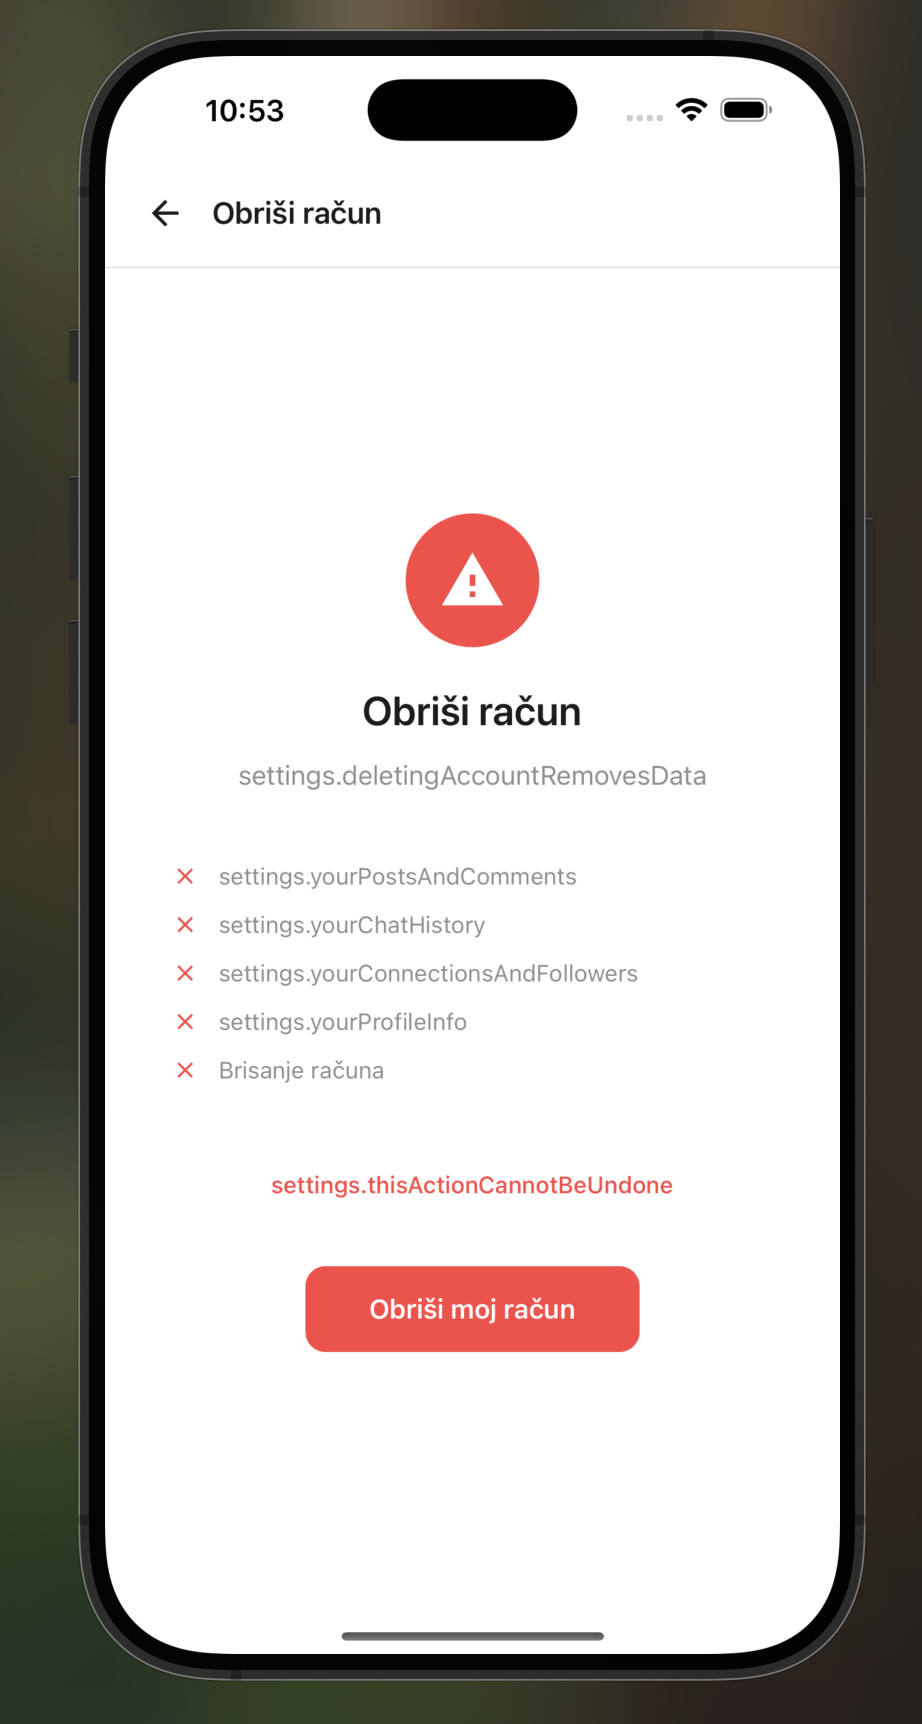 10:53
Obriši račun
Obriši račun
settings.deletingAccountRemovesData
settings.yourPostsAndComments
settings.yourChatHistory
settings.yourConnectionsAndFollowers
settings.yourProfileInfo
Brisanje računa
settings.thisActionCannotBeUndone
Obriši moj račun